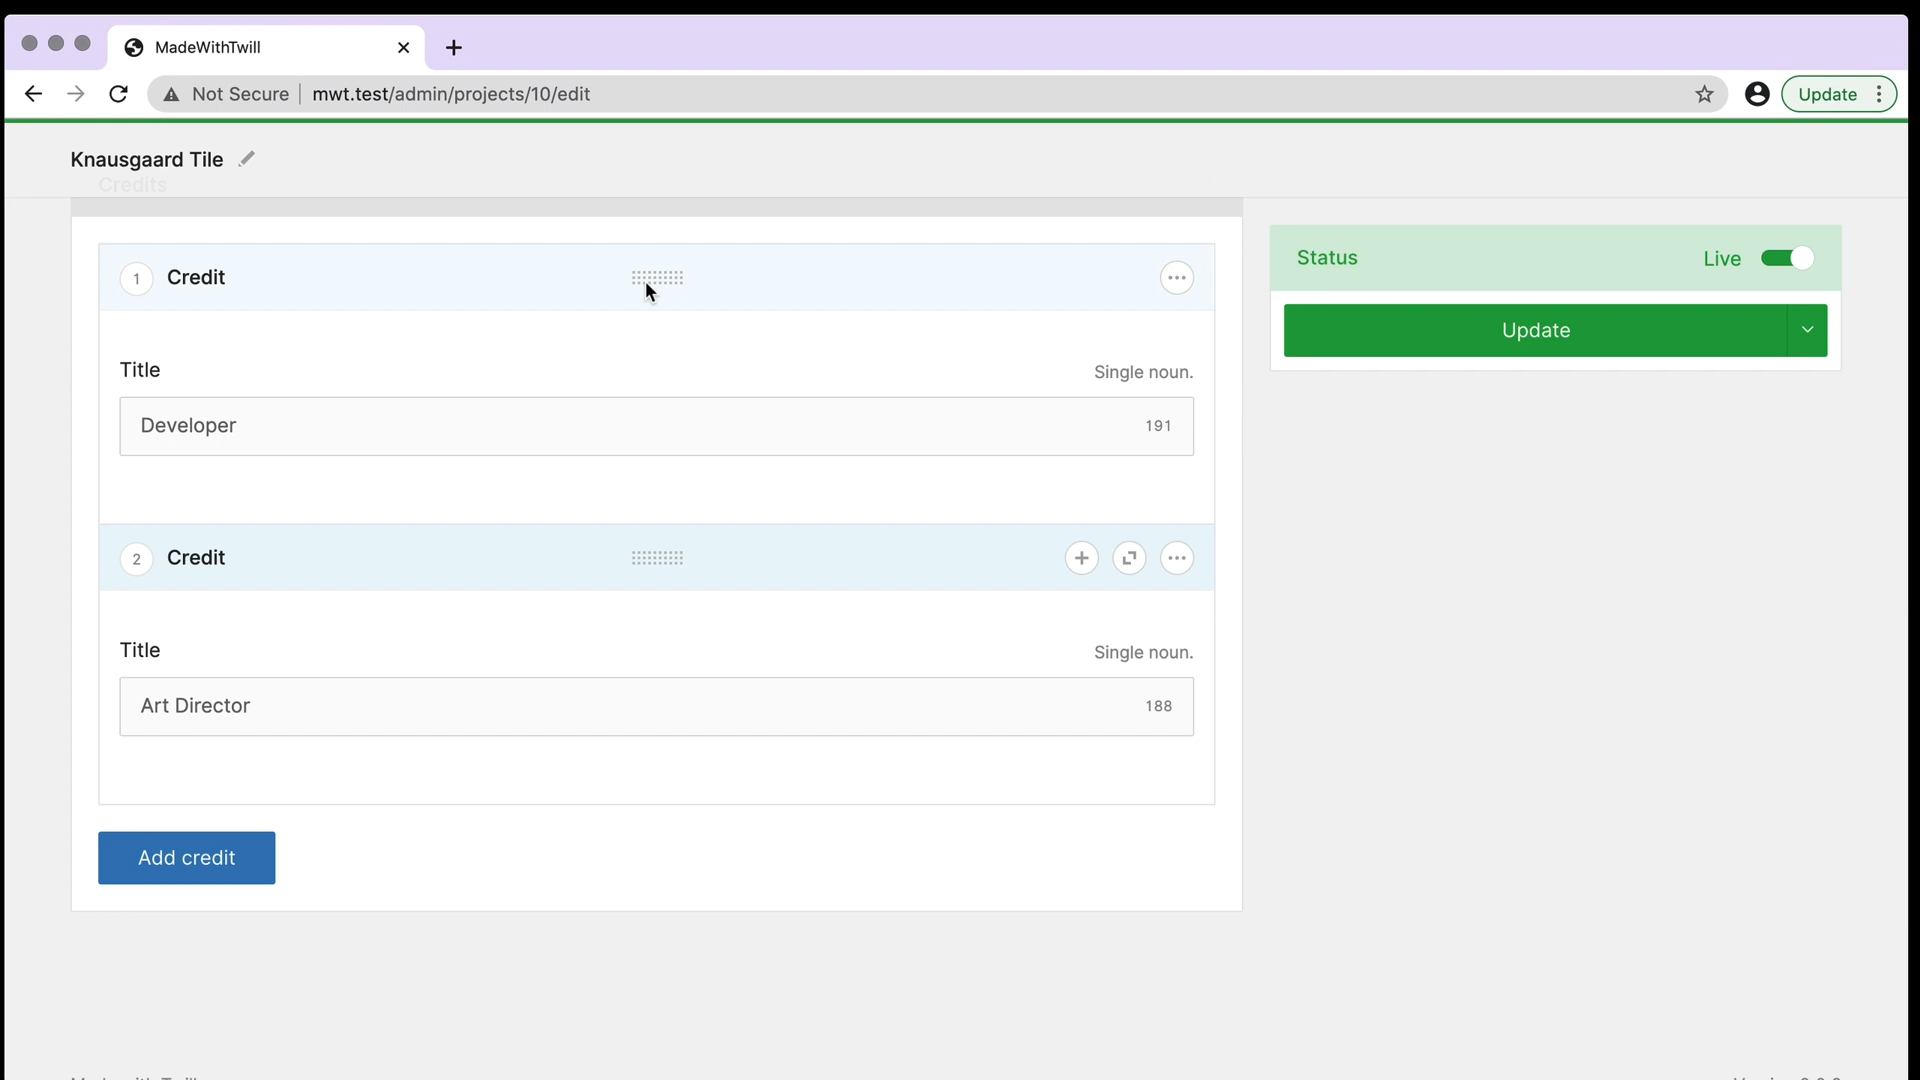 MadeWithTwill
Not Secure mwt.test/admin/projects/10/edit
Update
Knausgaard Tile
Credits
Status
Live
Update
1 Credit
Title
Single noun.
Developer
191
2 Credit
Title
Single noun.
Art Director
188
Add credit